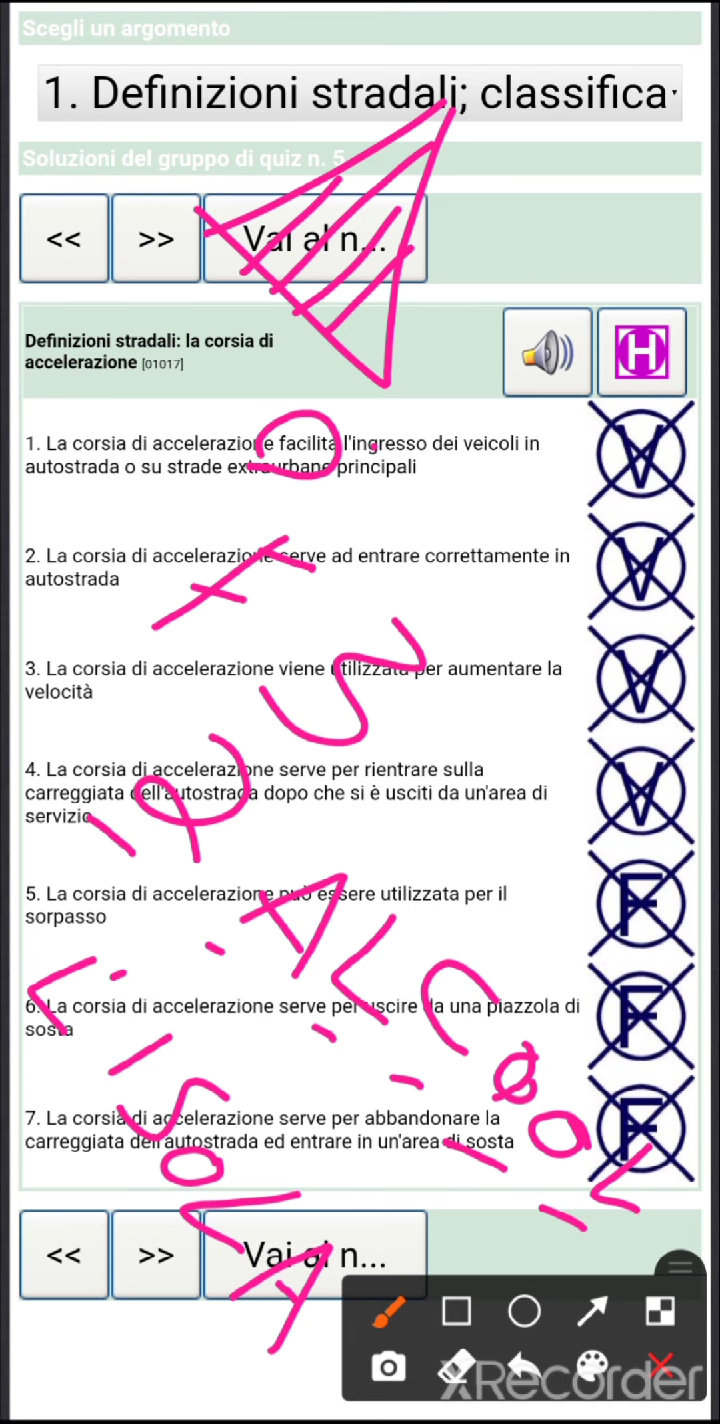 Scegli un argomento
1. Definizioni stradali; classifica
Soluzioni del gruppo di quiz n. 5
<< >> Vai al n...
Definizioni stradali: la corsia di
accelerazione [01017]
H
1. La corsia di accelerazione facilita l'ingresso dei veicoli in
autostrada o su strade extraurbane principali
V
2. La corsia di accelerazione serve ad entrare correttamente in
autostrada
V
3. La corsia di accelerazione viene utilizzata per aumentare la
velocità
V
4. La corsia di accelerazione serve per rientrare sulla
carreggiata dell'autostrada dopo che si è usciti da un'area di
servizio
V
5. La corsia di accelerazione può essere utilizzata per il
sorpasso
F
6. La corsia di accelerazione serve per uscire da una piazzola di
sosta
F
7. La corsia di accelerazione serve per abbandonare la
carreggiata dell'autostrada ed entrare in un'area di sosta
F
<< >> Vai al n...
XRecorder